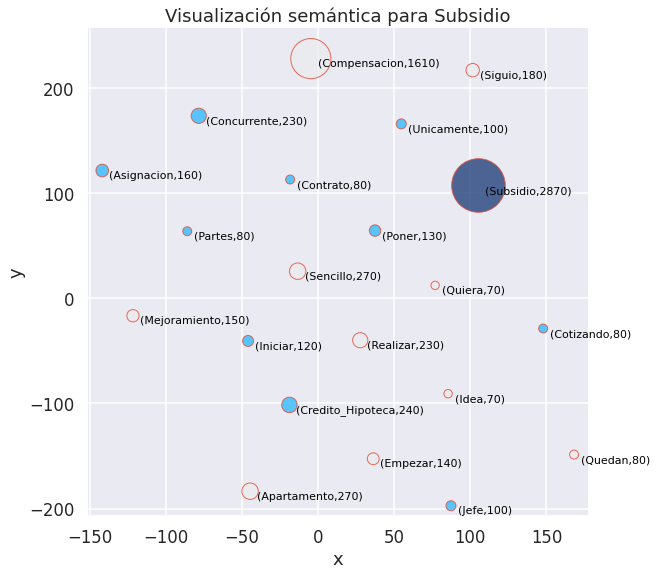 Visualización semántica para Subsidio
(Compensacion,1610)
(Siguio,180)
(Concurrente,230)
(Unicamente,100)
(Asignacion,160)
(Contrato,80)
(Subsidio,2870)
(Partes,80)
(Poner,130)
(Sencillo,270)
(Quiera,70)
(Mejoramiento,150)
(Cotizando,80)
(Iniciar,120)
(Realizar,230)
(Idea,70)
(Credito_Hipoteca,240)
(Empezar,140)
(Quedan,80)
(Apartamento,270)
(Jefe,100)
200
100
0
−100
−200
y
−150 −100 −50 0 50 100 150
x